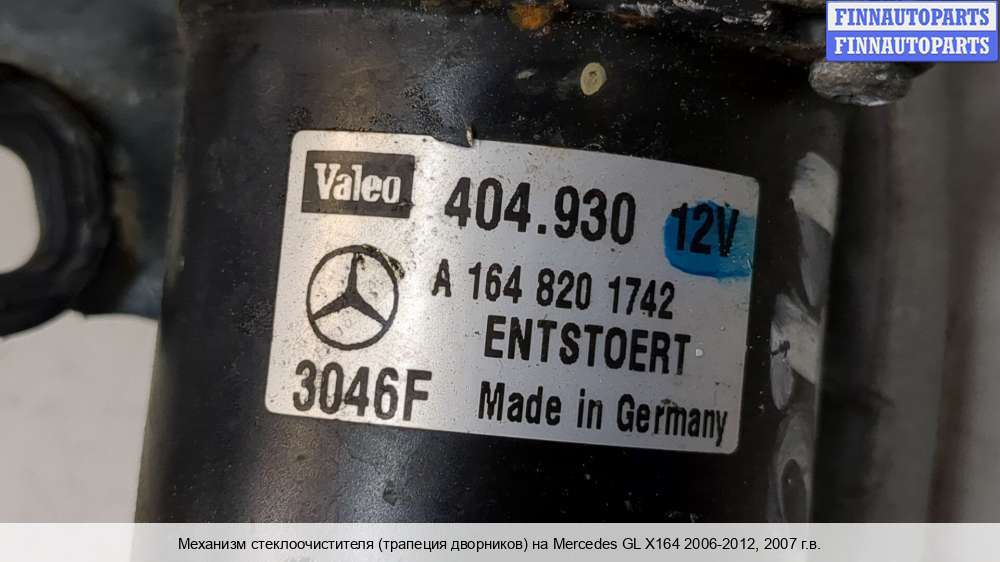 FINNAUTOPARTS
FINNAUTOPARTS
Valeo 404.930 12V
A 164 820 1742
ENTSTOERT
3046F Made in Germany
Механизм стеклоочистителя (трапеция дворников) на Mercedes GL X164 2006-2012, 2007 г.в.